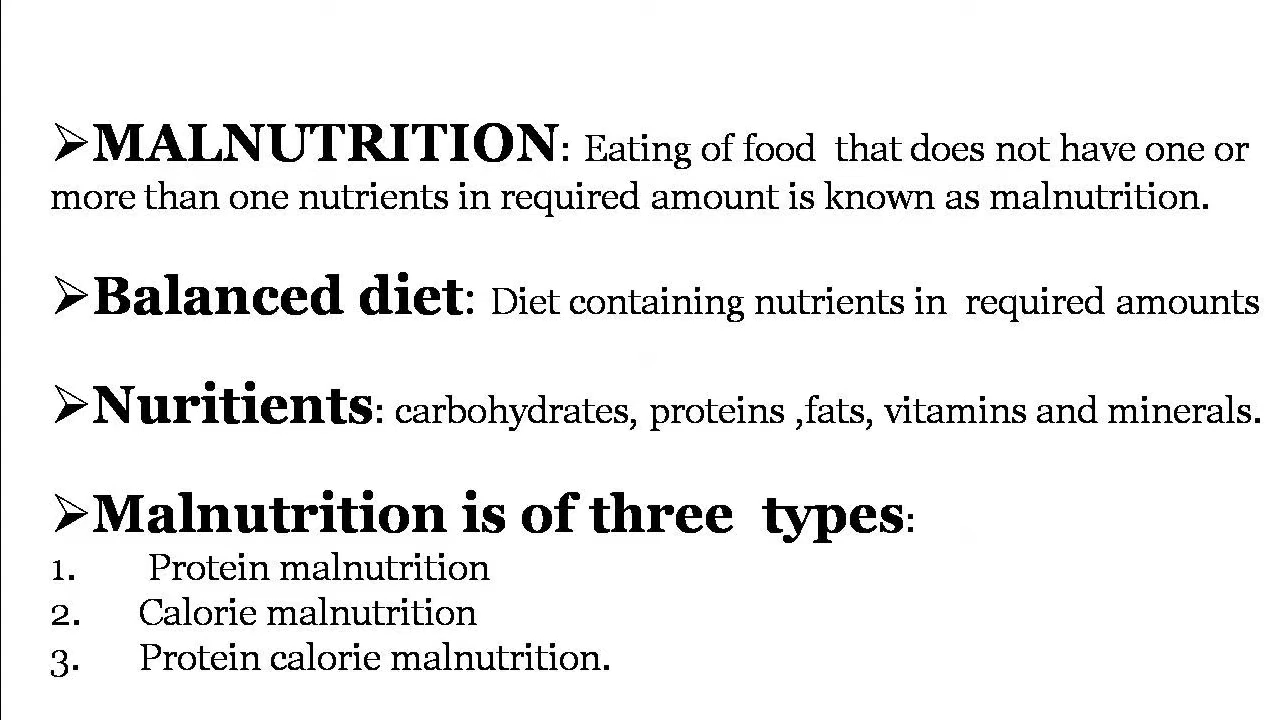 ➢MALNUTRITION: Eating of food that does not have one or
more than one nutrients in required amount is known as malnutrition.
➢Balanced diet: Diet containing nutrients in required amounts
➢Nuritients: carbohydrates, proteins ,fats, vitamins and minerals.
➢Malnutrition is of three types:
1. Protein malnutrition
2. Calorie malnutrition
3. Protein calorie malnutrition.